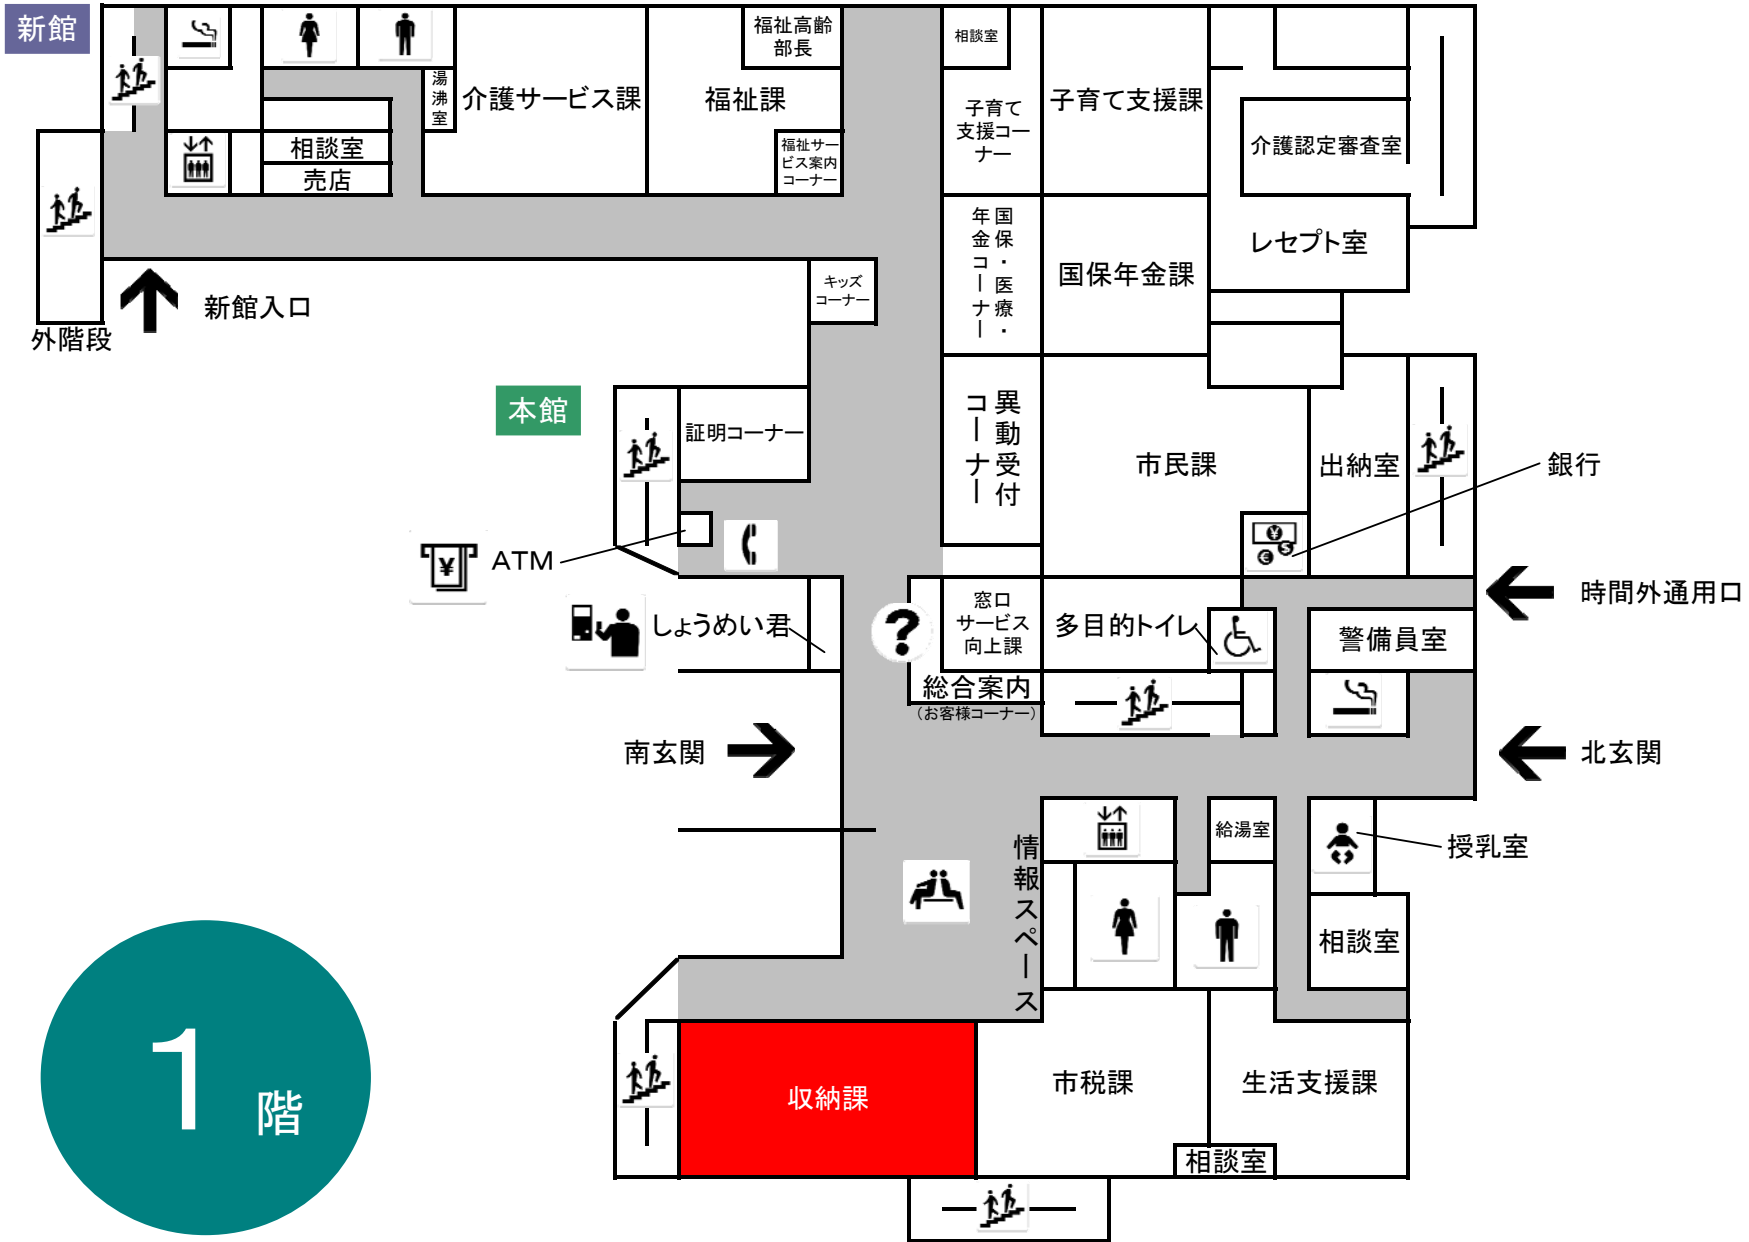 新館
福祉高齢
部長
相談室
湯沸室
介護サービス課
福祉課
子育て
支援コー
ナー
子育て支援課
介護認定審査室
相談室
売店
福祉サー
ビス案内
コーナー
国保・医療・
年金コーナー
レセプト室
国保年金課
キッズ
コーナー
新館入口
外階段
本館
証明コーナー
異動受付
コーナー
市民課
出納室
銀行
ATM
しょうめい君
窓口
サービス
向上課
多目的トイレ
時間外通用口
警備員室
総合案内
(お客様コーナー)
南玄関
北玄関
情報スペース
給湯室
授乳室
相談室
1階
収納課
市税課
生活支援課
相談室